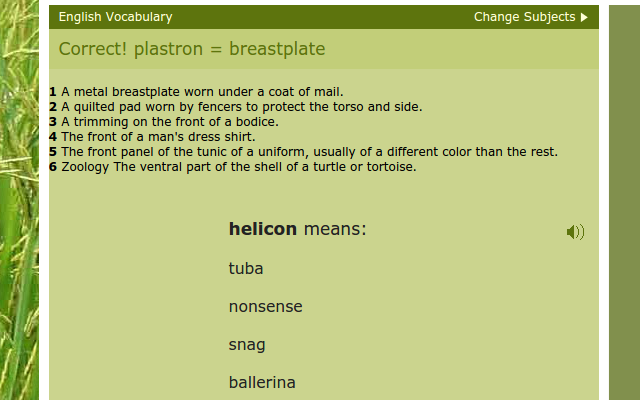 English Vocabulary Change Subjects
Correct! plastron = breastplate
1 A metal breastplate worn under a coat of mail.
2 A quilted pad worn by fencers to protect the torso and side.
3 A trimming on the front of a bodice.
4 The front of a man's dress shirt.
5 The front panel of the tunic of a uniform, usually of a different color than the rest.
6 Zoology The ventral part of the shell of a turtle or tortoise.
helicon means:
tuba
nonsense
snag
ballerina